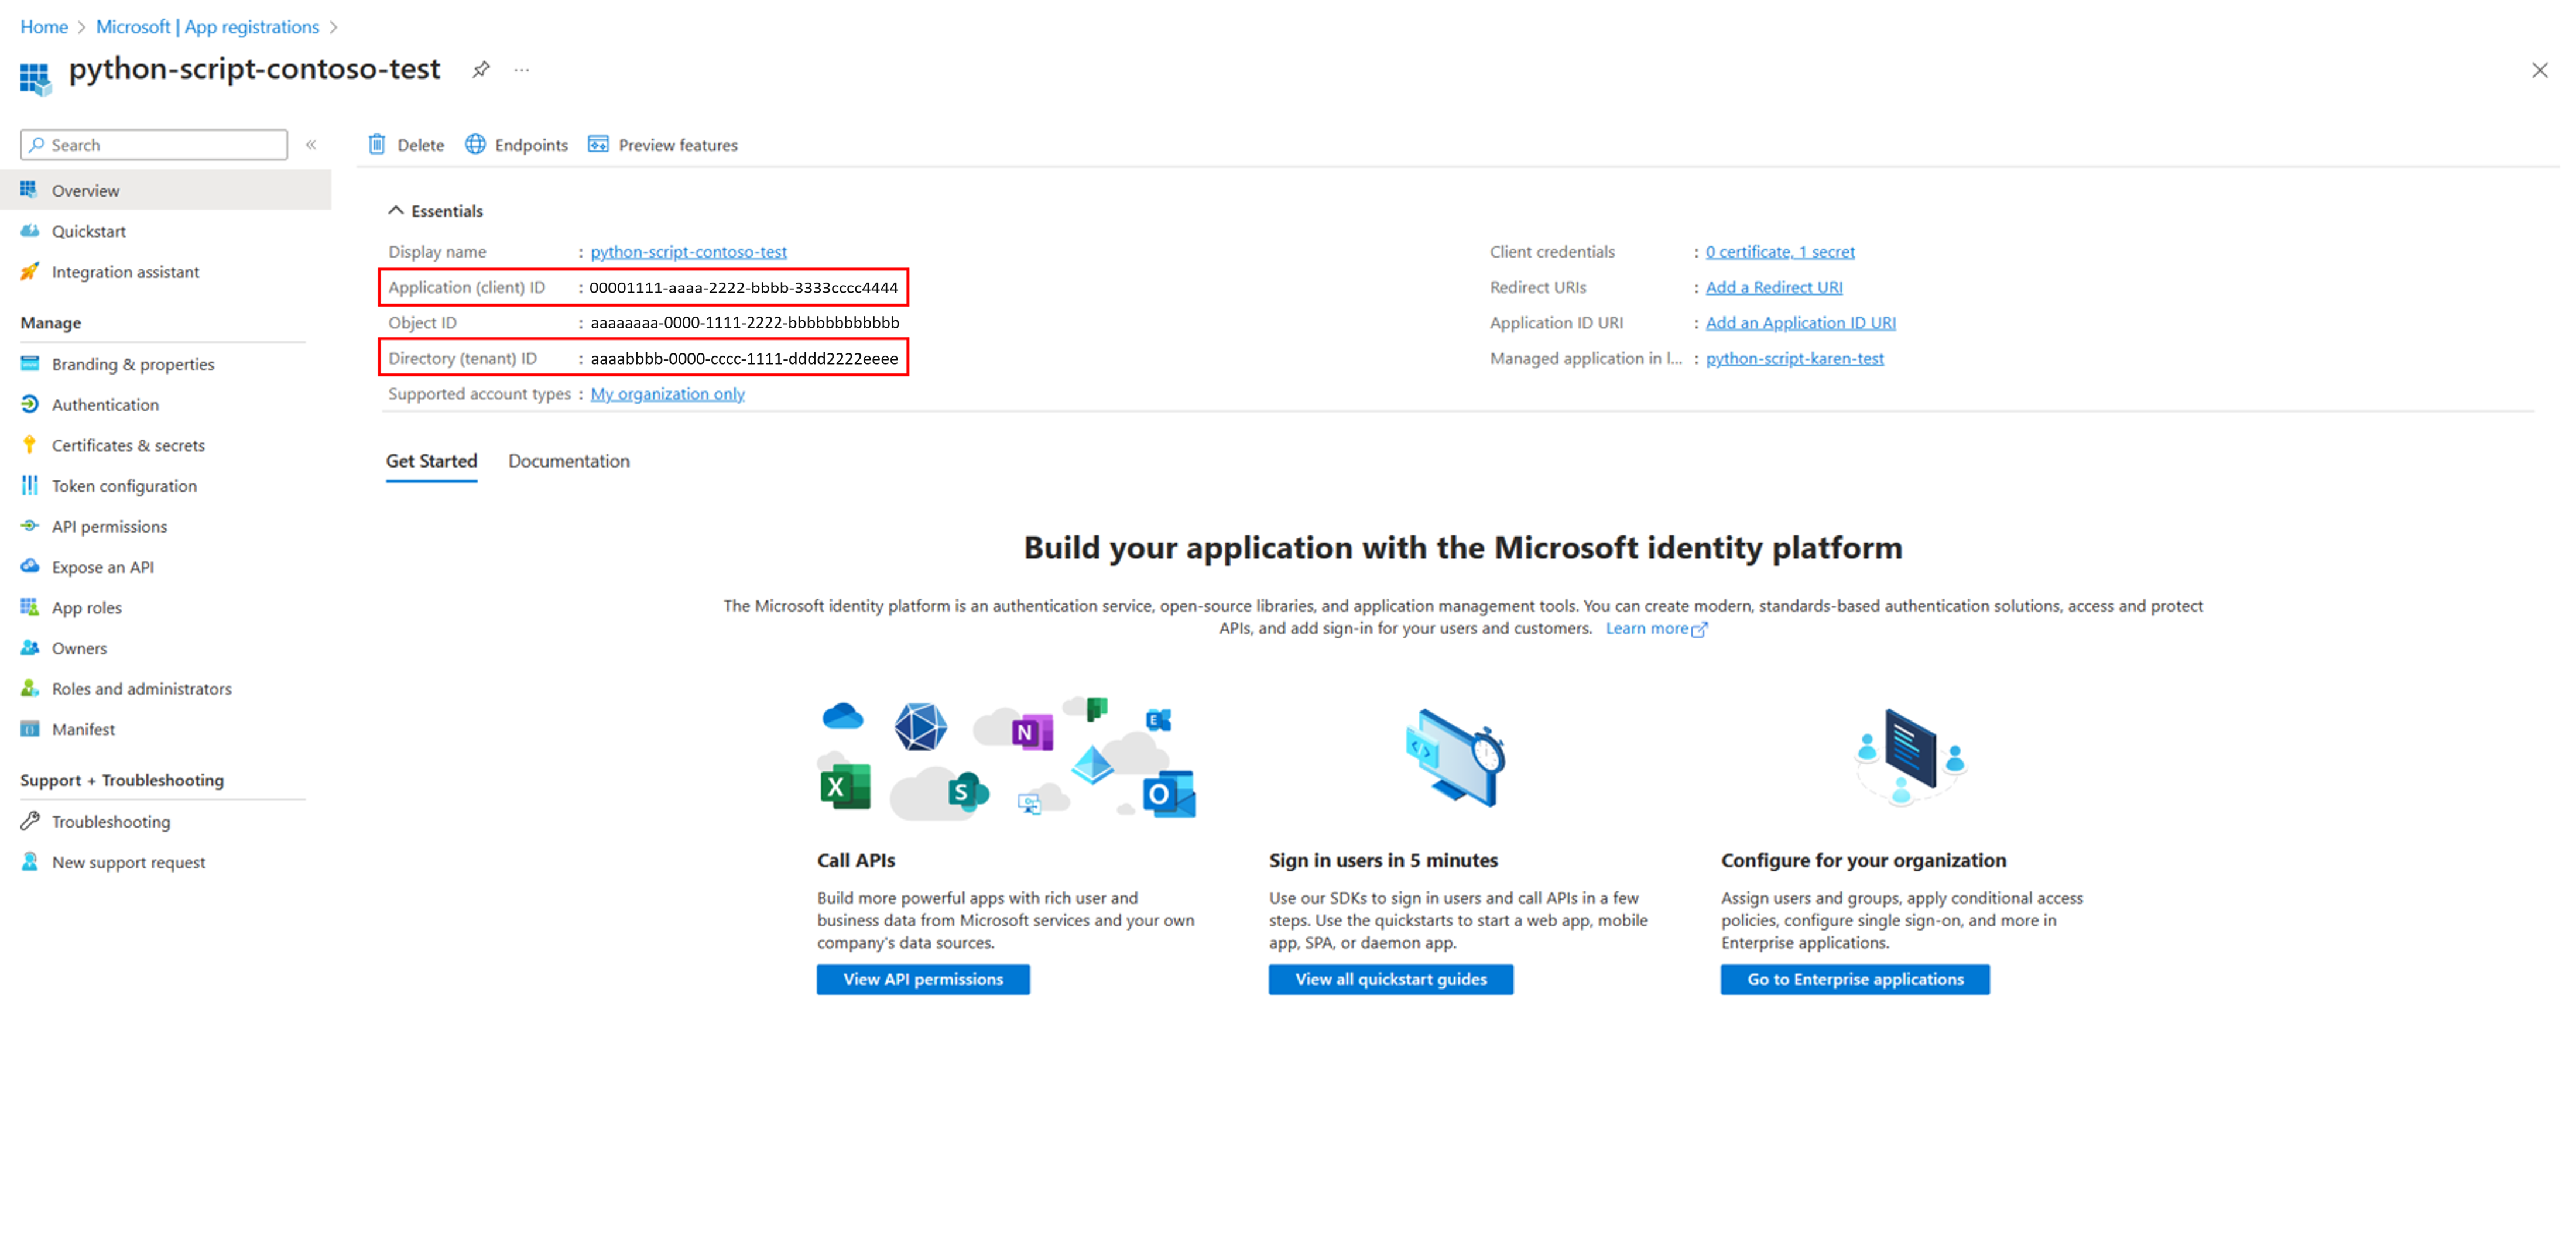 Home > Microsoft | App registrations >
python-script-contoso-test
Search
Delete Endpoints Preview features
Overview
Quickstart
Integration assistant
Manage
Branding & properties
Authentication
Certificates & secrets
Token configuration
API permissions
Expose an API
App roles
Owners
Roles and administrators
Manifest
Support + Troubleshooting
Troubleshooting
New support request
Essentials
Display name : python-script-contoso-test
Application (client) ID : 00001111-aaaa-2222-bbbb-3333cccc4444
Object ID : aaaaaaaa-0000-1111-2222-bbbbbbbbbbbb
Directory (tenant) ID : aaaabbbb-0000-cccc-1111-dddd2222eeee
Supported account types : My organization only
Client credentials : 0 certificate, 1 secret
Redirect URIs : Add a Redirect URI
Application ID URI : Add an Application ID URI
Managed application in l... : python-script-karen-test
Get Started Documentation
Build your application with the Microsoft identity platform
The Microsoft identity platform is an authentication service, open-source libraries, and application management tools. You can create modern, standards-based authentication solutions, access and protect
APIs, and add sign-in for your users and customers. Learn more
N
E
X
S
O
Call APIs
Build more powerful apps with rich user and
business data from Microsoft services and your own
company's data sources.
View API permissions
Sign in users in 5 minutes
Use our SDKs to sign in users and call APIs in a few
steps. Use the quickstarts to start a web app, mobile
app, SPA, or daemon app.
View all quickstart guides
Configure for your organization
Assign users and groups, apply conditional access
policies, configure single sign-on, and more in
Enterprise applications.
Go to Enterprise applications